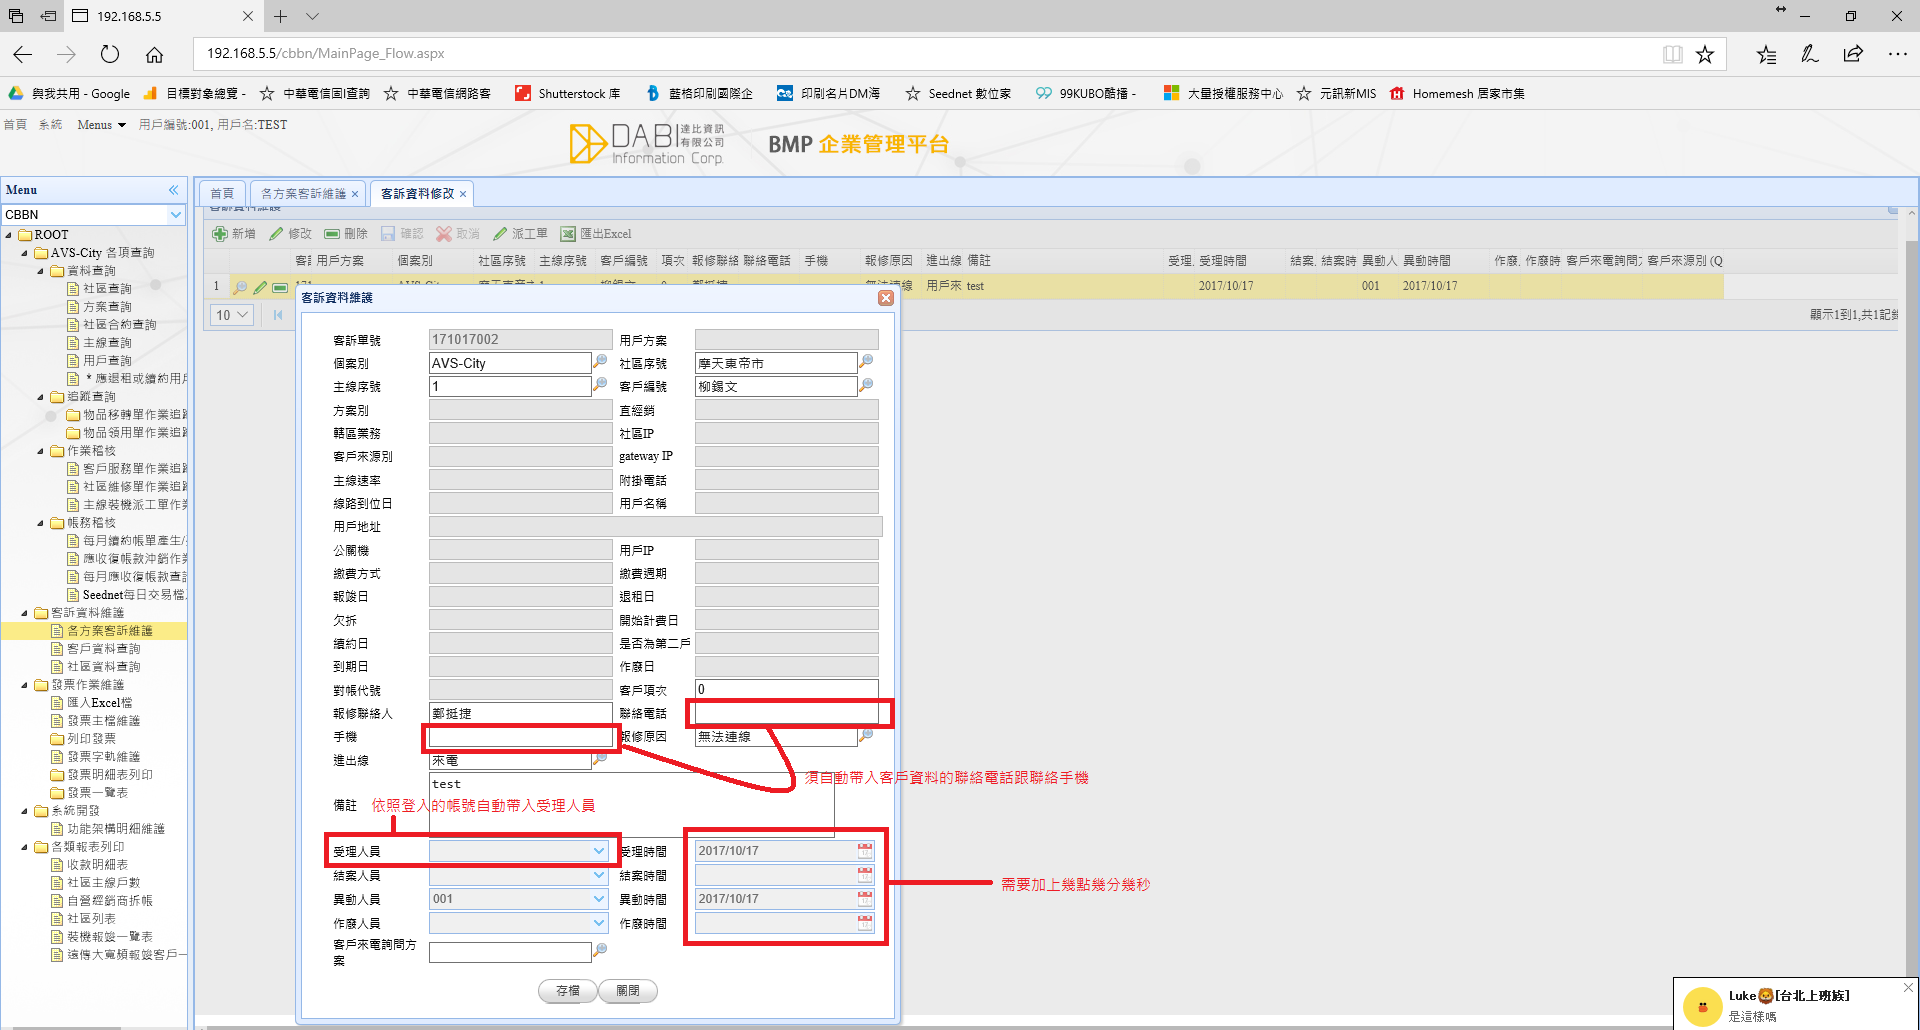 192.168.5.5
192.168.5.5/cbbn/MainPage_Flow.aspx
與我共用 - Google
目標對象總覽 -
中華電信圈I查詢
中華電信網路客
Shutterstock 庫
藍格印刷國際企
印刷名片DM海
Seednet 數位家
99KUBO酷播 -
大量授權服務中心
元訊新MIS
Homemesh 居家市集
首頁 系統 Menus 用戶編號:001, 用戶名:TEST
DABI 達比資訊有限公司
Information Corp.
BMP 企業管理平台
Menu
CBBN
ROOT
AVS-City 各項查詢
資料查詢
社區查詢
方案查詢
社區合約查詢
主線查詢
用戶查詢
* 應退租或續約用戶
追蹤查詢
物品移轉單作業追蹤
物品領用單作業追蹤
作業稽核
客戶服務單作業追蹤
社區維修單作業追蹤
主線裝機派工單作業
帳務稽核
每月續約帳單產生/
應收復帳款沖銷作業
每月應收復帳款查詢
Seednet每日交易檔
客訴資料維護
各方案客訴維護
客戶資料查詢
社區資料查詢
發票作業維護
匯入Excel檔
發票主檔維護
列印發票
發票字軌維護
發票明細表列印
發票一覽表
系統開發
功能架構明細維護
各類報表列印
收款明細表
社區主線戶數
自營經銷商拆帳
社區列表
裝機報竣一覽表
遠傳大寬頻報竣客戶一
首頁 各方案客訴維護 × 客訴資料修改 ×
客訴資料維護
新增 修改 刪除 確認 取消 派工單 匯出Excel
客訴 用戶方案 個案別 社區序號 主線序號 客戶編號 項次 報修聯絡 聯絡電話 手機 報修原因 進出線 備註 受理. 受理時間 結案. 結案時 異動人 異動時間 作廢. 作廢時 客戶來電詢問方 客戶來源別 (Q
1 用戶來 test 2017/10/17 001 2017/10/17
10
顯示1到1,共1記錄
客訴資料維護
客訴單號 171017002 用戶方案
個案別 AVS-City 社區序號 摩天東帝市
主線序號 1 客戶編號 柳錫文
方案別 直經銷
轄區業務 社區IP
客戶來源別 gateway IP
主線速率 附掛電話
線路到位日 用戶名稱
用戶地址
公關機 用戶IP
繳費方式 繳費週期
報竣日 退租日
欠拆 開始計費日
續約日 是否為第二戶
到期日 作廢日
對帳代號 客戶項次 0
報修聯絡人 鄭挺捷 聯絡電話
手機 報修原因 無法連線
進出線 來電
須自動帶入客戶資料的聯絡電話跟聯絡手機
test
備註 依照登入的帳號自動帶入受理人員
受理人員 受理時間 2017/10/17
結案人員 結案時間
需要加上幾點幾分幾秒
異動人員 001 異動時間 2017/10/17
作廢人員 作廢時間
客戶來電詢問方案
存檔 關閉
Luke[台北上班族]
是這樣嗎